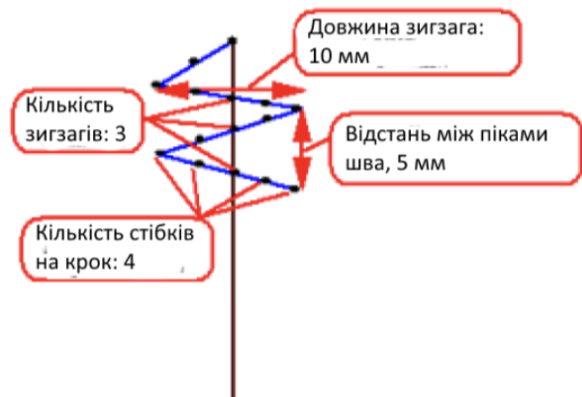 Довжина зигзага:
10 мм
Кількість
зигзагів: 3
Відстань між піками
шва, 5 мм
Кількість стібків
на крок: 4